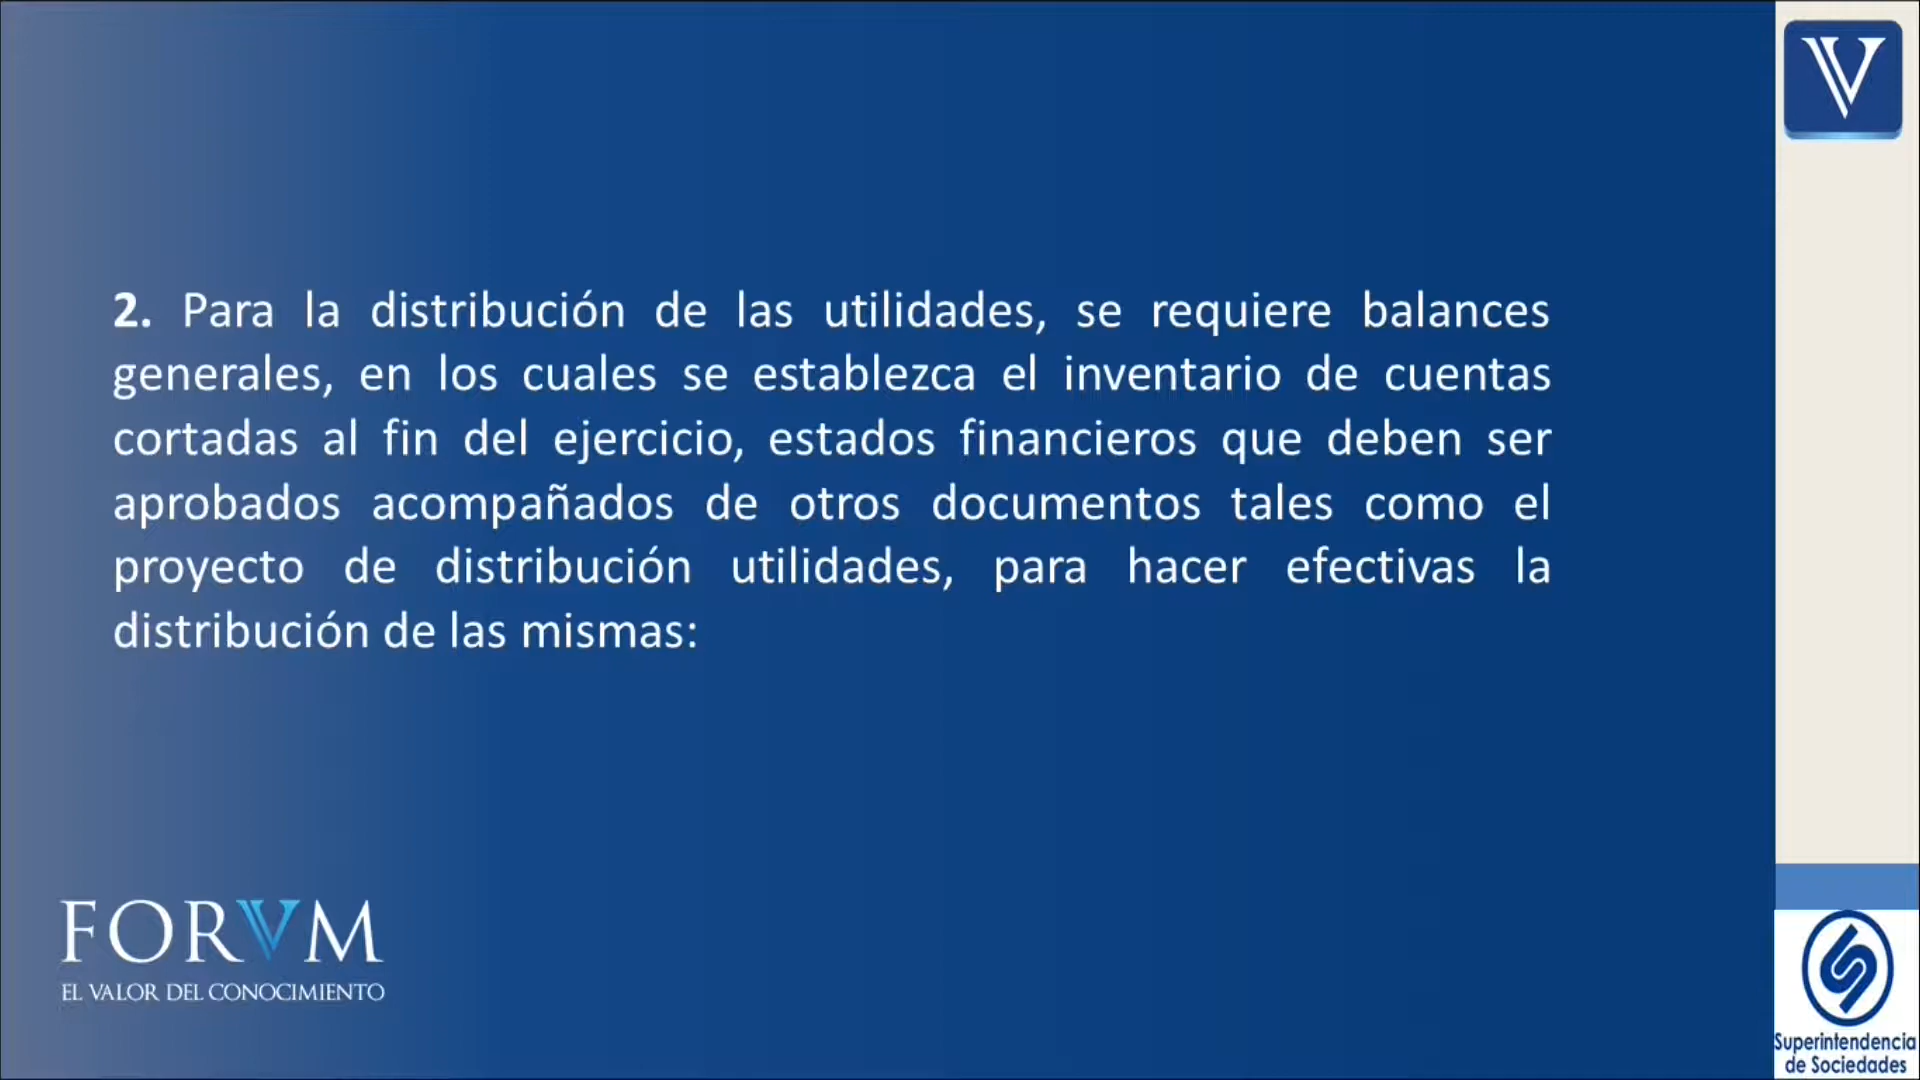 V
2. Para la distribución de las utilidades, se requiere balances
generales, en los cuales se establezca el inventario de cuentas
cortadas al fin del ejercicio, estados financieros que deben ser
aprobados acompañados de otros documentos tales como el
proyecto de distribución utilidades, para hacer efectivas la
distribución de las mismas:
FORVM
EL VALOR DEL CONOCIMIENTO
Superintendencia
de Sociedades